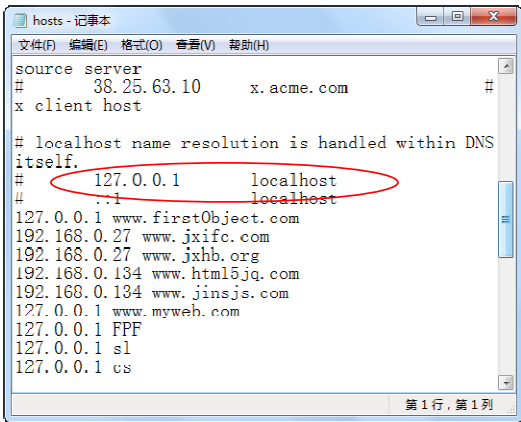 hosts - 记事本
文件(F) 编辑(E) 格式(O) 查看(V) 帮助(H)
source server
# 38.25.63.10 x.acme.com #
x client host
# localhost name resolution is handled within DNS
itself.
# 127.0.0.1 localhost
# ::1 localhost
127.0.0.1 www.firstObject.com
192.168.0.27 www.jxifc.com
192.168.0.27 www.jxhb.org
192.168.0.134 www.html5jq.com
192.168.0.134 www.jinsjs.com
127.0.0.1 www.myweb.com
127.0.0.1 FPF
127.0.0.1 sl
127.0.0.1 cs
第 1 行，第 1 列